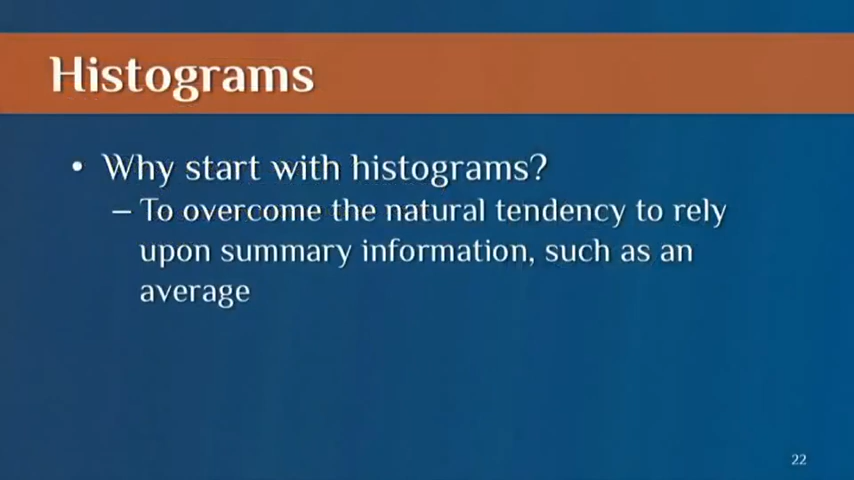 Histograms
• Why start with histograms?
– To overcome the natural tendency to rely
upon summary information, such as an
average
22